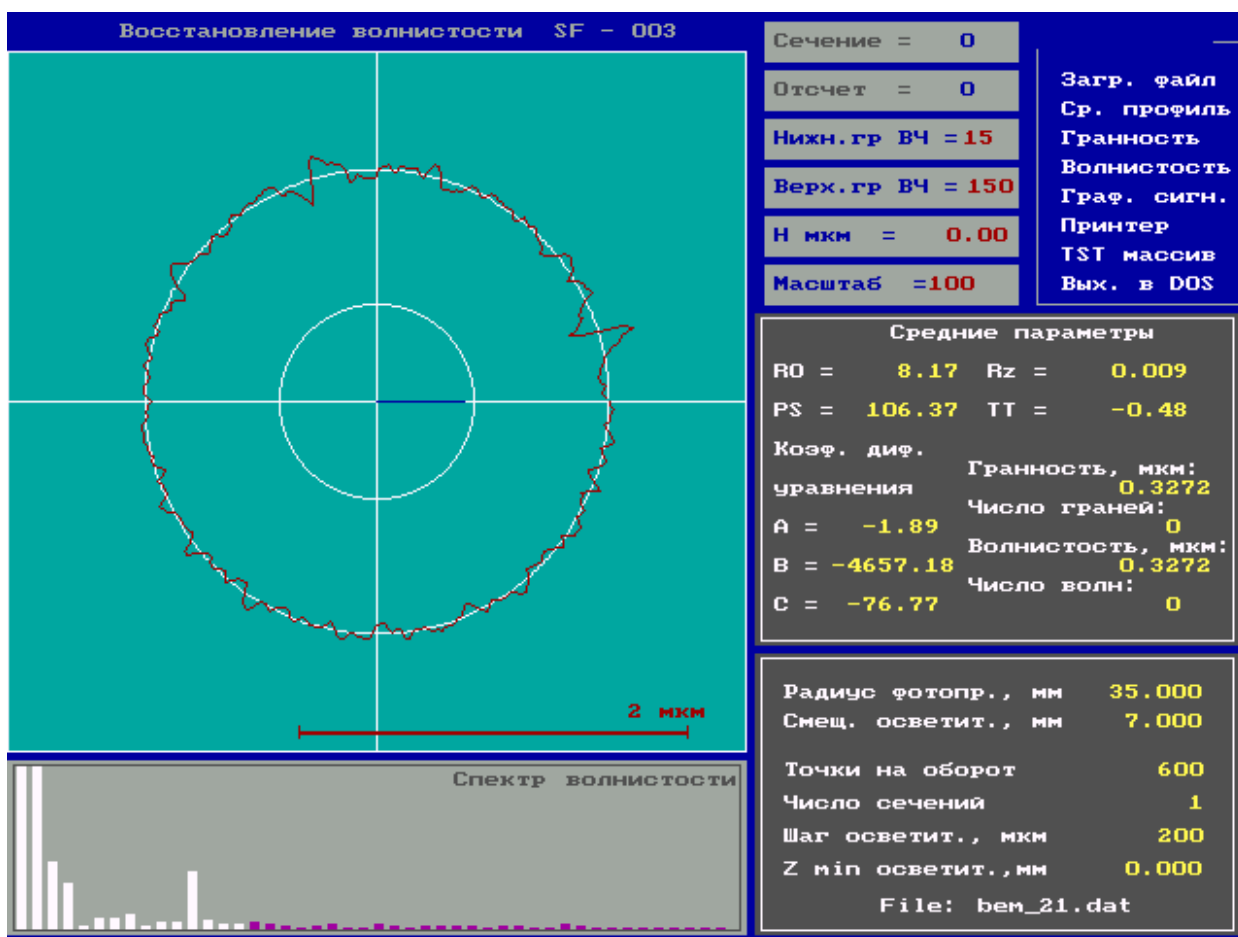 Восстановление волнистости SF - 003
2 мкм
Спектр волнистости
Сечение = 0
Отсчет = 0
Нижн.гр ВЧ =15
Верх.гр ВЧ = 150
Н мкм = 0.00
Масштаб =100
Загр. файл
Ср. профиль
Гранность
Волнистость
Граф. сигн.
Принтер
TST массив
Вых. в DOS
Средние параметры
RO = 8.17 Rz = 0.009
PS = 106.37 TT = -0.48
Коэф. диф.
уравнения
A = -1.89
B = -4657.18
C = -76.77
Гранность, мкм:
0.3272
Число граней:
0
Волнистость, мкм:
0.3272
Число волн:
0
Радиус фотопр., мм 35.000
Смещ. осветит., мм 7.000
Точки на оборот 600
Число сечений 1
Шаг осветит., мкм 200
Z min осветит.,мм 0.000
File: bем_21.dat